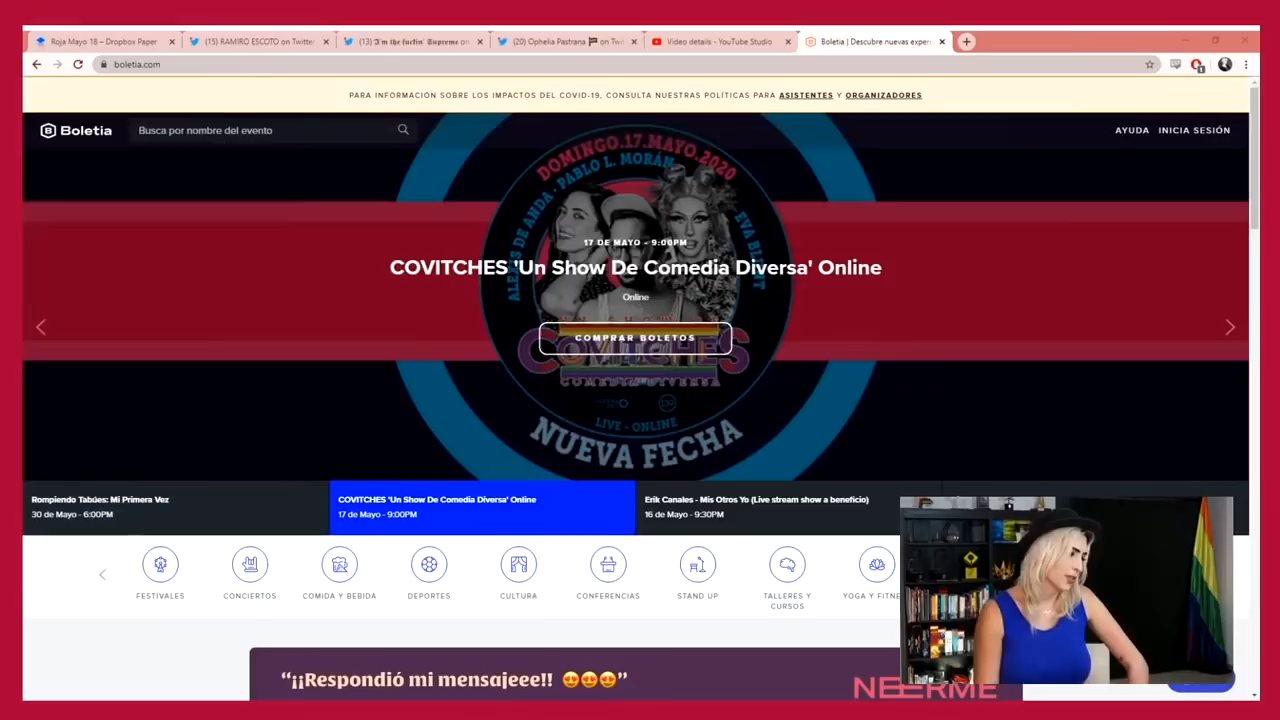 Roja Mayo 18 – Dropbox Paper
(15) RAMIRO ESCOTO on Twitter
(13) 𝕴'm the fuckin' Supreme on
(20) Ophelia Pastrana 🏴 on Twi
Video details - YouTube Studio
Boletia | Descubre nuevas experi
boletia.com
PARA INFORMACIÓN SOBRE LOS IMPACTOS DEL COVID-19, CONSULTA NUESTRAS POLÍTICAS PARA ASISTENTES Y ORGANIZADORES
Boletia
Busca por nombre del evento
AYUDA
INICIA SESIÓN
DOMINGO.17.MAYO.2020
PABLO L. MORÁN
17 DE MAYO - 9:00PM
COVITCHES 'Un Show De Comedia Diversa' Online
Online
COMPRAR BOLETOS
COVITCHES
LIVE - ONLINE
NUEVA FECHA
Rompiendo Tabúes: Mi Primera Vez
30 de Mayo - 6:00PM
COVITCHES 'Un Show De Comedia Diversa' Online
17 de Mayo - 9:00PM
Erik Canales - Mis Otros Yo (Live stream show a beneficio)
16 de Mayo - 9:30PM
FESTIVALES
CONCIERTOS
COMIDA Y BEBIDA
DEPORTES
CULTURA
CONFERENCIAS
STAND UP
TALLERES Y
CURSOS
YOGA Y FITNE
“¡¡Respondió mi mensajeee!! 😍😍😍”